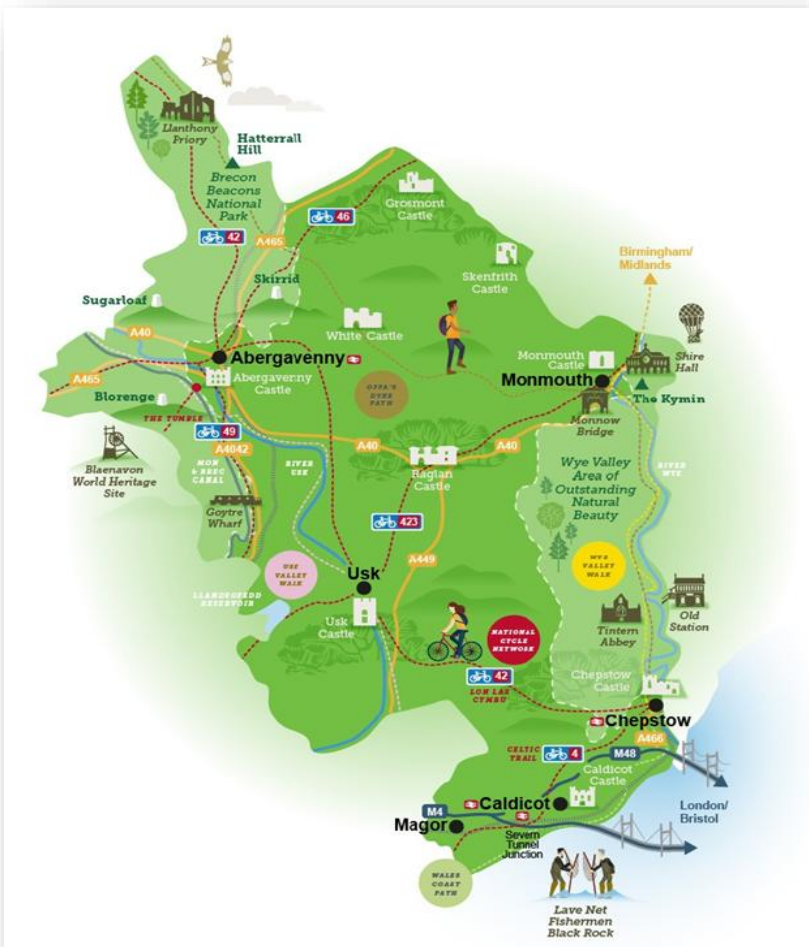 Llanthony
Priory
Hatterrall
Hill
Brecon
Beacons
National
Park
42
46
A465
Grosmont
Castle
Skenfrith
Castle
Birmingham/
Midlands
Sugarloaf
Skirrid
White Castle
A40
Abergavenny
Abergavenny
Castle
A465
Blorenge
THE TUMBLE
OFFA'S
DYKE
PATH
Monmouth
Castle
Monmouth
Shire
Hall
The Kymin
Monnow
Bridge
49
A4042
MON
& BREC
CANAL
RIVER
USK
A40
A40
Raglan
Castle
Blaenavon
World Heritage
Site
Goytre
Wharf
Wye Valley
Area of
Outstanding
Natural
Beauty
RIVER
WYE
423
A449
USK
VALLEY
WALK
WYE
VALLEY
WALK
LLANDEGFEDD
RESERVOIR
Usk
Usk
Castle
NATIONAL
CYCLE
NETWORK
Tintern
Abbey
Old
Station
42
LON LAS
CYMRU
Chepstow
Castle
Chepstow
A466
CELTIC
TRAIL
4
M48
Caldicot
Castle
Caldicot
M4
Magor
Severn
Tunnel
Junction
London/
Bristol
WALES
COAST
PATH
Lave Net
Fishermen
Black Rock